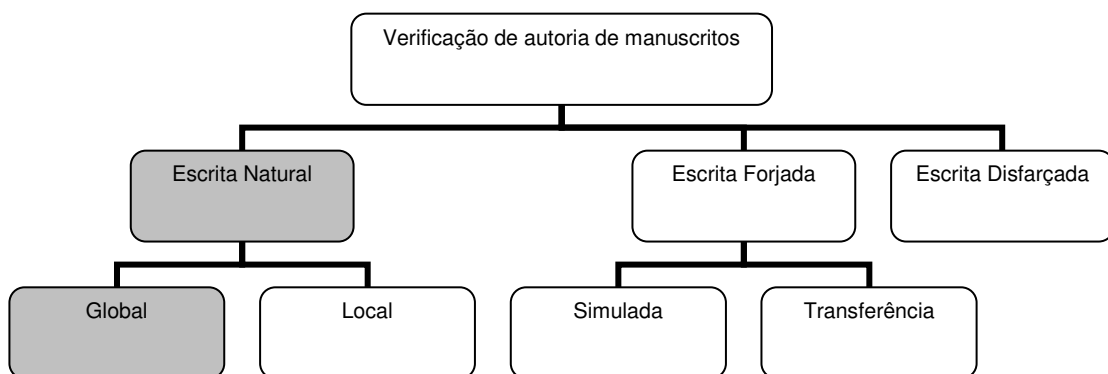 Verificação de autoria de manuscritos
Escrita Natural
Escrita Forjada
Escrita Disfarçada
Global
Local
Simulada
Transferência